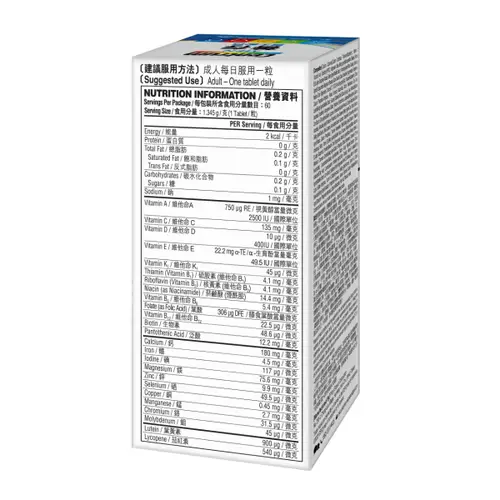 Centrum
善存
〔建議服用方法〕成人每日服用一粒
〔Suggested Use〕Adult – One tablet daily
NUTRITION INFORMATION / 營養資料
Servings Per Package / 每包裝所含食用分量數目：60
Serving Size / 食用分量：1.345 g / 克 (1 Tablet / 粒)
PER Serving / 每食用分量
Energy / 能量 2 kcal / 千卡
Protein / 蛋白質 0 g / 克
Total Fat / 總脂肪 0.2 g / 克
Saturated Fat / 飽和脂肪 0.1 g / 克
Trans Fat / 反式脂肪 0 g / 克
Carbohydrates / 碳水化合物 0.2 g / 克
Sugars / 糖 0.1 g / 克
Sodium / 鈉 1 mg / 毫克
Vitamin A / 維他命A 750 µg RE / 視黃醇當量微克
2500 IU / 國際單位
Vitamin C / 維他命 C 135 mg / 毫克
Vitamin D / 維他命 D 10 µg / 微克
400IU / 國際單位
Vitamin E / 維他命 E 22.2 mg α-TE / α -生育酚當量毫克
49.5 IU / 國際單位
Vitamin K₁ / 維他命 K₁ 45 µg / 微克
Thiamin (Vitamin B₁) / 硫胺素 (維他命 B₁) 4.1 mg / 毫克
Riboflavin (Vitamin B₂) / 核黃素 (維他命 B₂) 4.1 mg / 毫克
Niacin (as Niacinamide) / 菸鹼酸 (煙酰胺) 14.4 mg / 毫克
Vitamin B₆ / 維他命 B₆ 5.4 mg / 毫克
Folate (as Folic Acid) / 葉酸 306 µg DFE / 膳食葉酸當量微克
Vitamin B₁₂ / 維他命 B₁₂ 22.5 µg / 微克
Biotin / 生物素 48.6 µg / 微克
Pantothenic Acid / 泛酸 12.2 mg / 毫克
Calcium / 鈣 180 mg / 毫克
Iron / 鐵 4.5 mg / 毫克
Iodine / 碘 117 µg / 微克
Magnesium / 鎂 75.6 mg / 毫克
Zinc / 鋅 9.9 mg / 毫克
Selenium / 硒 49.5 µg / 微克
Copper / 銅 0.45 mg / 毫克
Manganese / 錳 2.7 mg / 毫克
Chromium / 鉻 31.5 µg / 微克
Molybdenum / 鉬 45 µg / 微克
Lutein / 葉黃素 900 µg / 微克
Lycopene / 茄紅素 540 µg / 微克